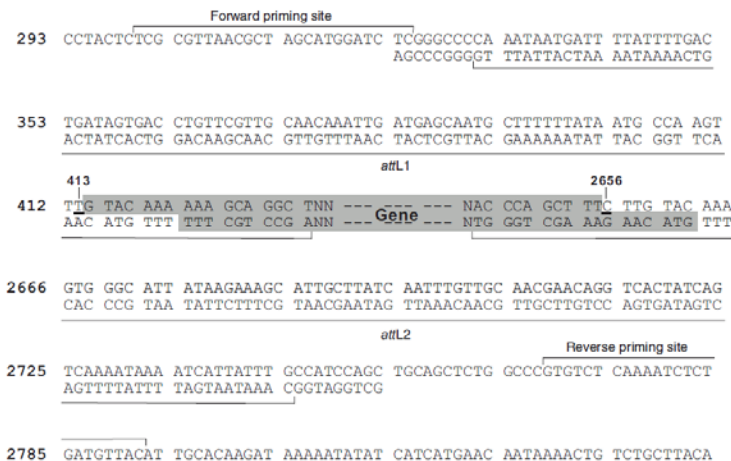 Forward priming site
293 CCTACTCTCG CGTTAACGCT AGCATGGATC TCGGGCCCCA AATAATGATT TTATTTTGAC
AGCCCGGGGT TTATTACTAA AATAAAACTG
353 TGATAGTGAC CTGTTCGTTG CAACAAATTG ATGAGCAATG CTTTTTTATA ATG CCA AGT
ACTATCACTG GACAAGCAAC GTTGTTTAAC TACTCGTTAC GAAAAAATAT TAC GGT TCA
attL1
413 2656
412 TTG TAC AAA AAA GCA GGC TNN --- --- --- NAC CCA GCT TTC TTG TAC AAA
AAC ATG TTT TTT CGT CCG ANN --- --- --- NTG GGT CGA AAG AAC ATG TTT
Gene
2666 GTG GGC ATT ATAAGAAAGC ATTGCTTATC AATTTGTTGC AACGAACAGG TCACTATCAG
CAC CCG TAA TATTCTTTCG TAACGAATAG TTAAACAACG TTGCTTGTCC AGTGATAGTC
attL2
Reverse priming site
2725 TCAAAATAAA ATCATTATTT GCCATCCAGC TGCAGCTCTG GCCCGTGTCT CAAAATCTCT
AGTTTTATTT TAGTAATAAAC GGTAGGTCG
2785 GATGTTACAT TGCACAAGAT AAAAATATAT CATCATGAAC AATAAAACTG TCTGCTTACA